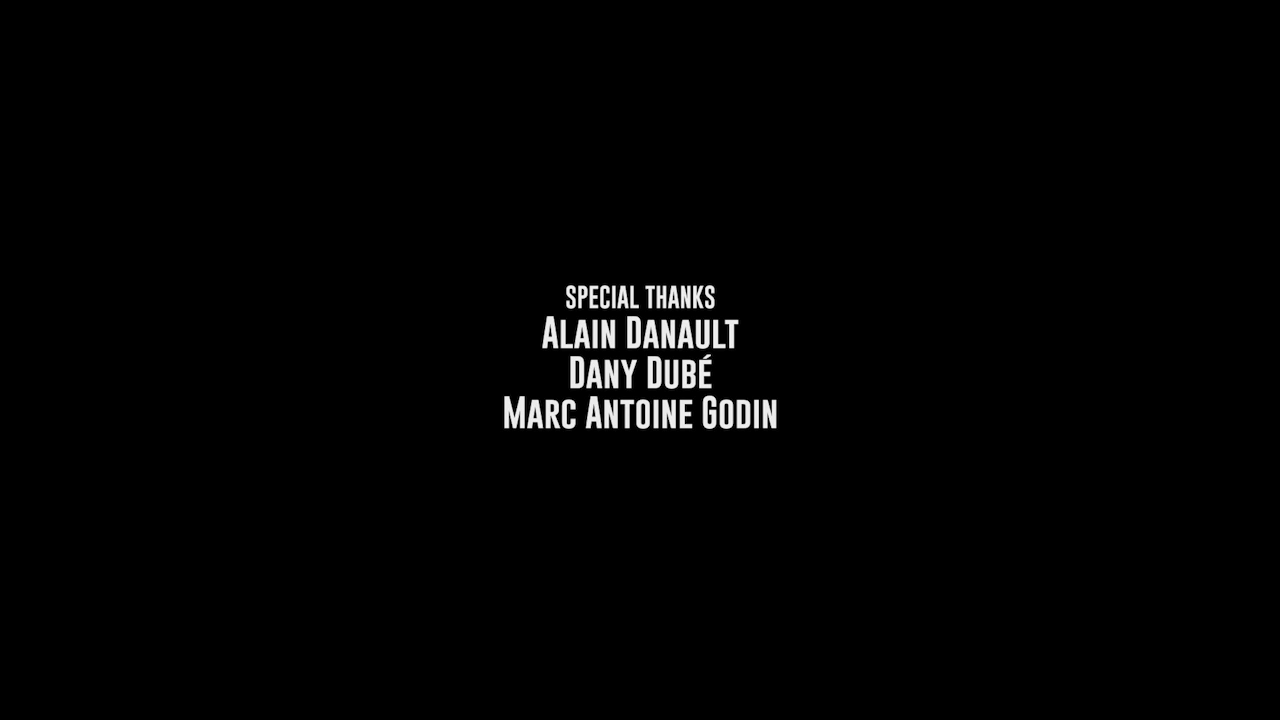 SPECIAL THANKS
ALAIN DANAULT
DANY DUBÉ
MARC ANTOINE GODIN